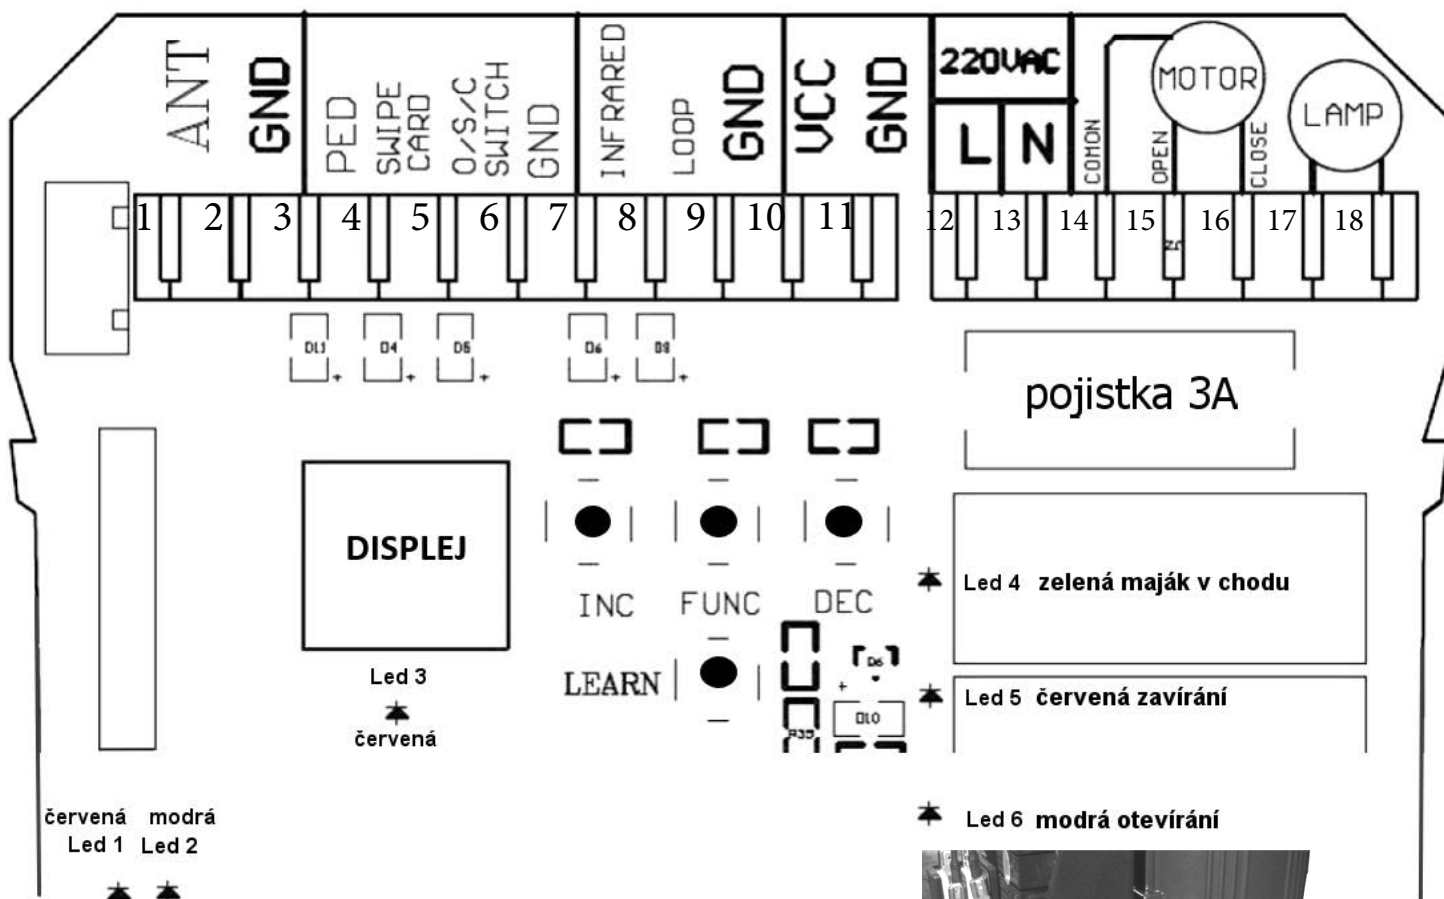 ANT
GND
PED
SWIPE
CARD
O/S/C
SWITCH
GND
INFRARED
LOOP
GND
VCC
GND
220VAC
L
N
COMON
OPEN
MOTOR
CLOSE
LAMP
1 2 3 4 5 6 7 8 9 10 11 12 13 14 15 16 17 18
D4 D5 D6
pojistka 3A
DISPLEJ
INC FUNC DEC
LEARN
D6
D10
R35
Led 3
červená
Led 4 zelená maják v chodu
Led 5 červená zavírání
Led 6 modrá otevírání
červená modrá
Led 1 Led 2